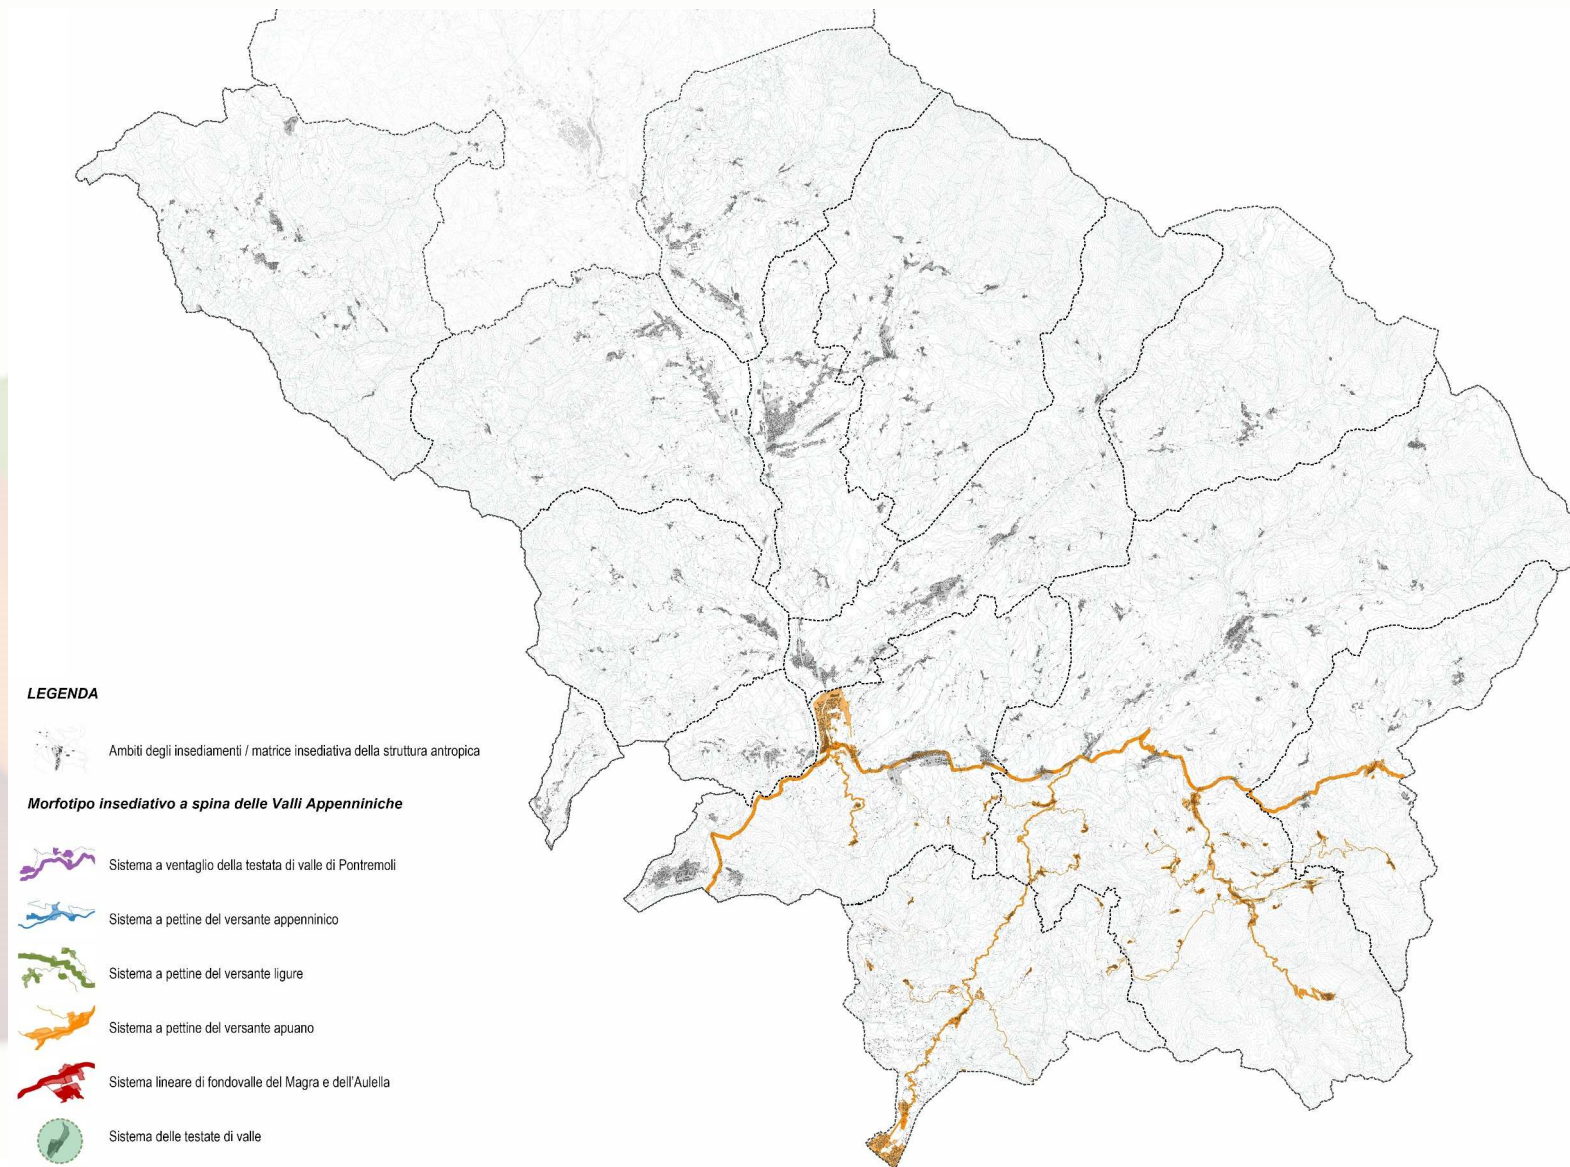 LEGENDA
Ambiti degli insediamenti / matrice insediativa della struttura antropica
Morfotipo insediativo a spina delle Valli Appenniniche
Sistema a ventaglio della testata di valle di Pontremoli
Sistema a pettine del versante appenninico
Sistema a pettine del versante ligure
Sistema a pettine del versante apuano
Sistema lineare di fondovalle del Magra e dell'Aulella
Sistema delle testate di valle